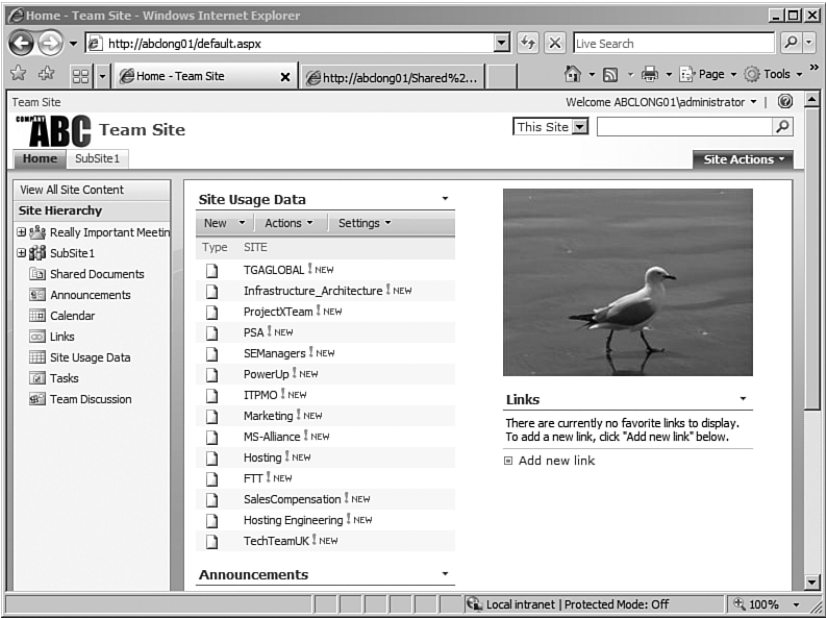 Home - Team Site - Windows Internet Explorer
http://abclong01/default.aspx
Live Search
Home - Team Site
http://abclong01/Shared%2...
Page
Tools
Team Site
Welcome ABCLONG01\administrator
COMPANY ABC
Team Site
This Site
Home
SubSite1
Site Actions
View All Site Content
Site Hierarchy
Really Important Meetin
SubSite1
Shared Documents
Announcements
Calendar
Links
Site Usage Data
Tasks
Team Discussion
Site Usage Data
New Actions Settings
Type SITE
TGAGLOBAL ! NEW
Infrastructure_Architecture ! NEW
ProjectXTeam ! NEW
PSA ! NEW
SEManagers ! NEW
PowerUp ! NEW
ITPMO ! NEW
Marketing ! NEW
MS-Alliance ! NEW
Hosting ! NEW
FTT ! NEW
SalesCompensation ! NEW
Hosting Engineering ! NEW
TechTeamUK ! NEW
Announcements
Links
There are currently no favorite links to display.
To add a new link, click "Add new link" below.
Add new link
Local intranet | Protected Mode: Off
100%